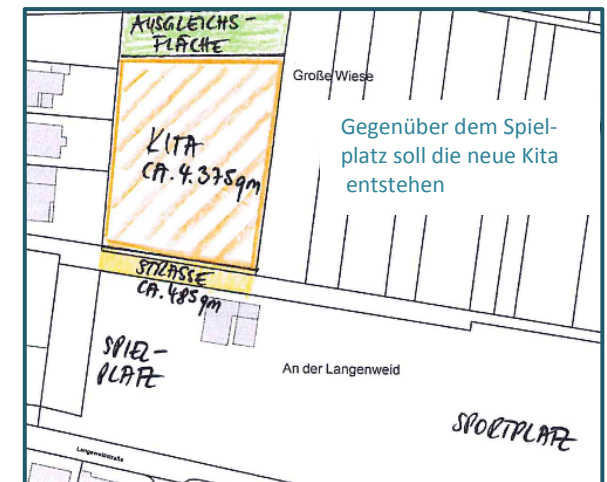 AUSGLEICHS-
FLÄCHE
Große Wiese
Gegenüber dem Spiel-
platz soll die neue Kita
entstehen
KITA
CA. 4.375qm
STRASSE
CA. 485qm
SPIEL-
PLATZ
An der Langenweid
SPORTPLATZ
Langeweidstraße